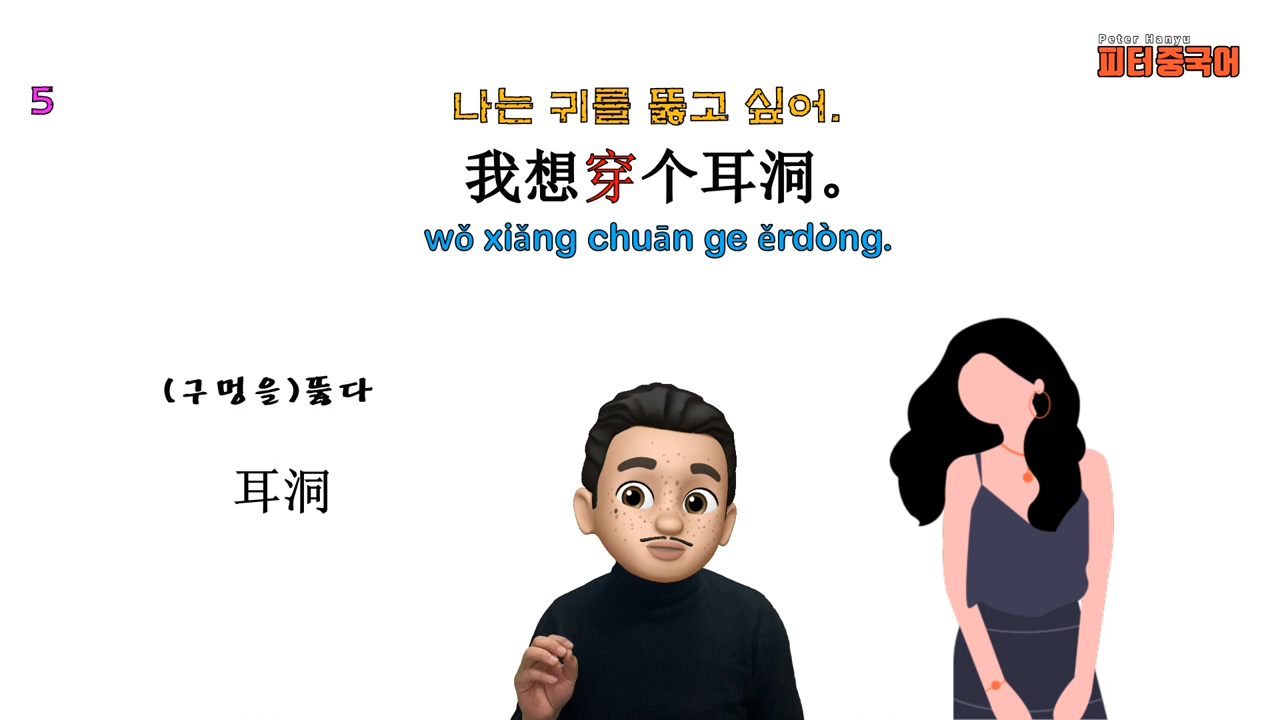 Peter Hanyu
피터 중국어
5
나는 귀를 뚫고 싶어.
我想穿个耳洞。
wǒ xiǎng chuān ge ěrdòng.
(구멍을)뚫다
耳洞